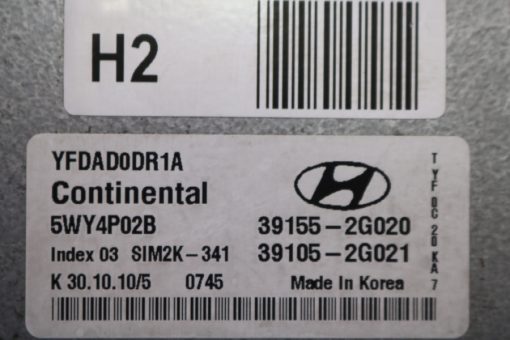 H2
YFDAD0DR1A
Continental
5WY4P02B 39155-2G020
Index 03 SIM2K-341 39105-2G021
K 30.10.10/5 0745 Made in Korea
T YF 0C 20 KA 7